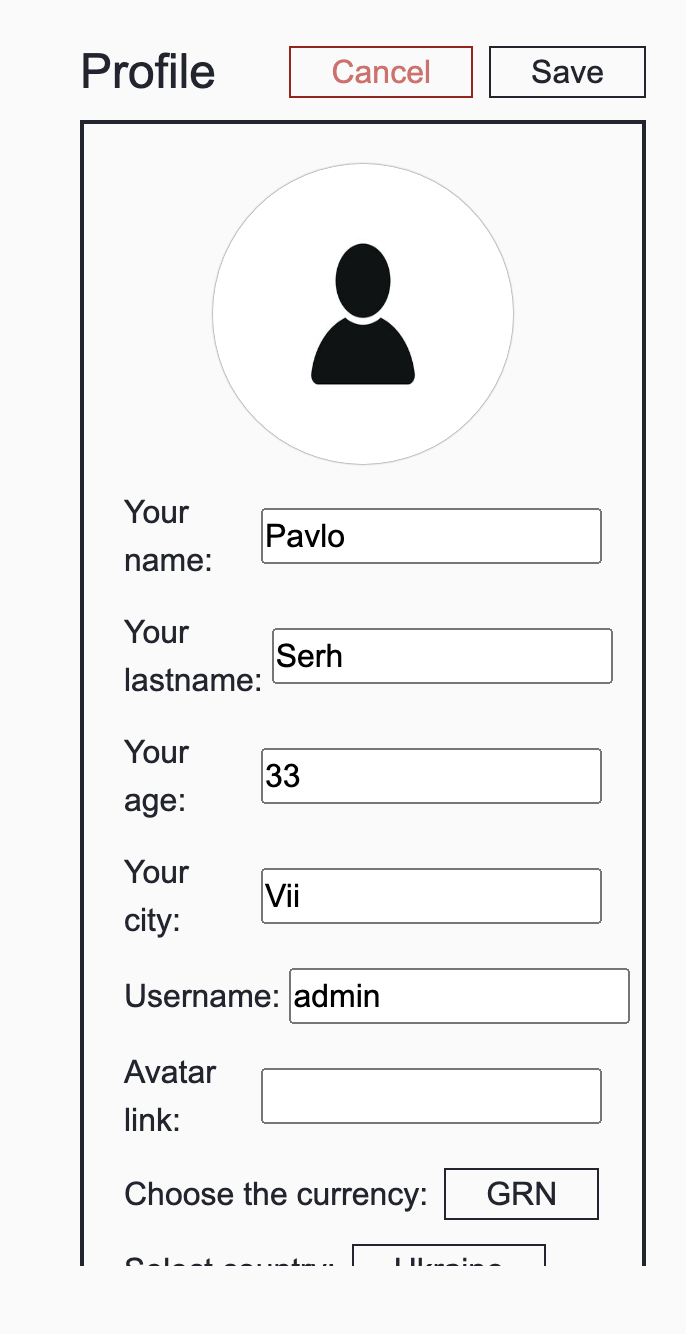 Profile
Cancel
Save
Your
name:
Pavlo
Your
lastname:
Serh
Your
age:
33
Your
city:
Vii
Username:
admin
Avatar
link:
Choose the currency:
GRN
Select country:
Ukraine